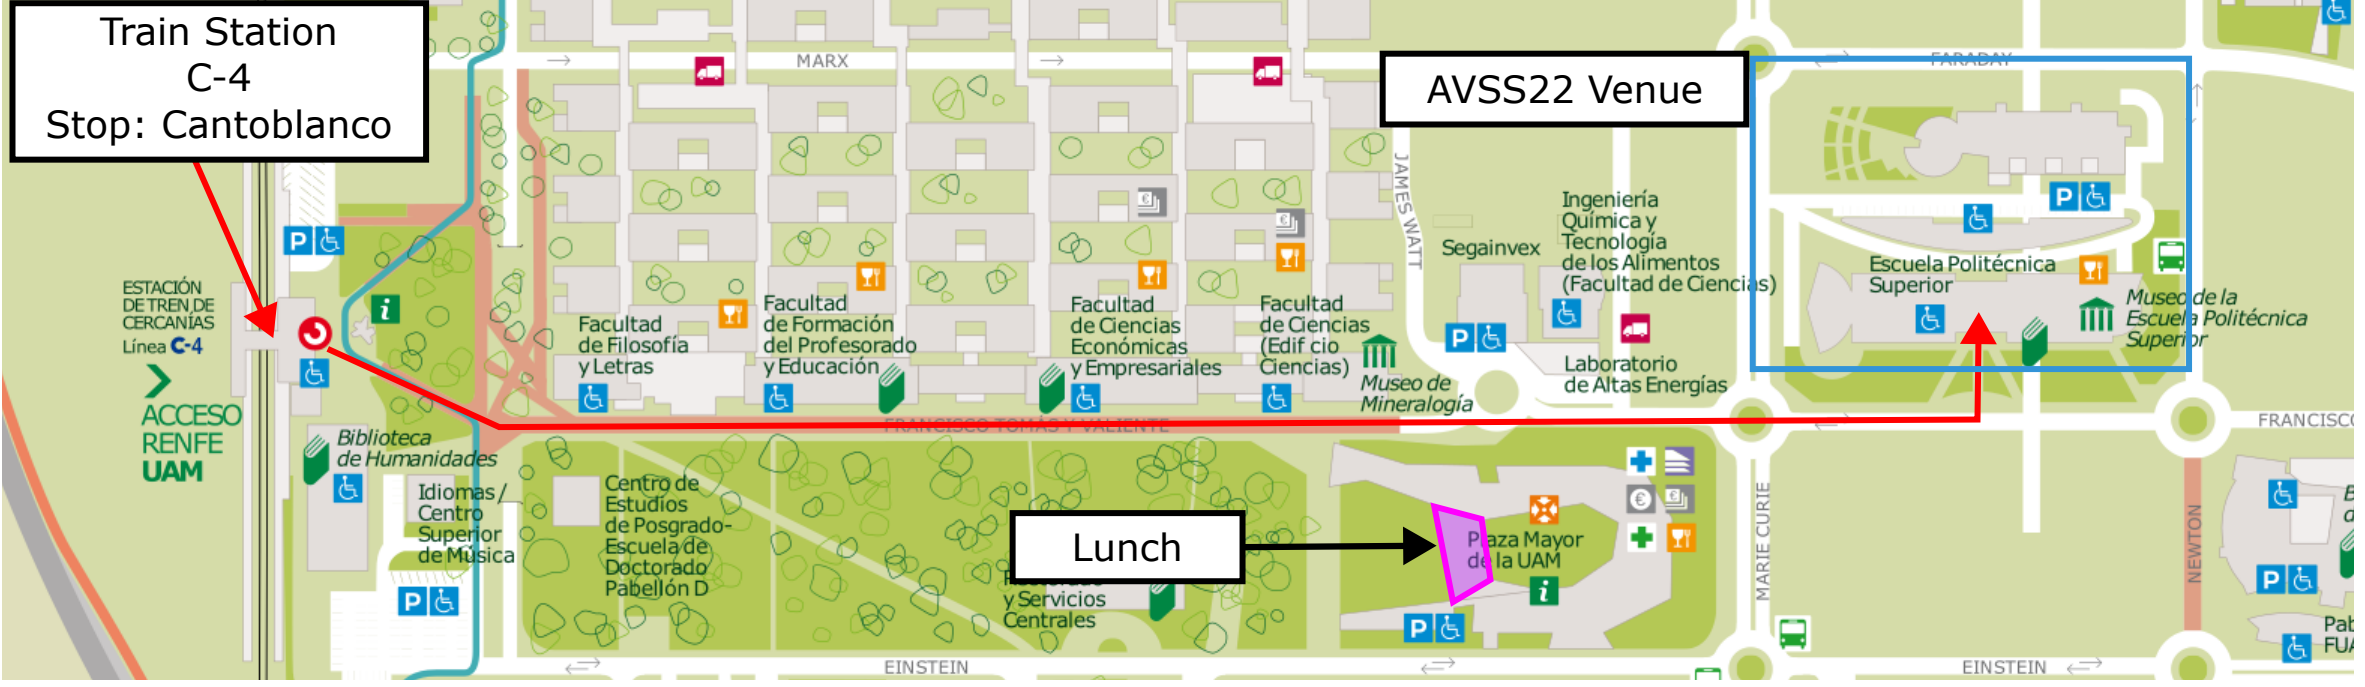 Train Station
C-4
Stop: Cantoblanco
MARX
AVSS22 Venue
FARADAY
JAMES WATT
Ingeniería
Química y
Tecnología
de los Alimentos
(Facultad de Ciencias)
Segainvex
Escuela Politécnica
Superior
Museo de la
Escuela Politécnica
Superior
ESTACIÓN
DE TREN DE
CERCANÍAS
Línea C-4
ACCESO
RENFE
UAM
Facultad
de Filosofía
y Letras
Facultad
de Formación
del Profesorado
y Educación
Facultad
de Ciencias
Económicas
y Empresariales
Facultad
de Ciencias
(Edif cio
Ciencias)
Museo de
Mineralogía
Laboratorio
de Altas Energías
FRANCISCO TOMÁS Y VALIENTE
FRANCISC
Biblioteca
de Humanidades
Idiomas/
Centro
Superior
de Música
Centro de
Estudios
de Posgrado-
Escuela de
Doctorado
Pabellón D
Lunch
y Servicios
Centrales
Plaza Mayor
de la UAM
MARIE CURIE
NEWTON
Pab
FUA
EINSTEIN
EINSTEIN
P
P
P
P
P
P
P
i
i